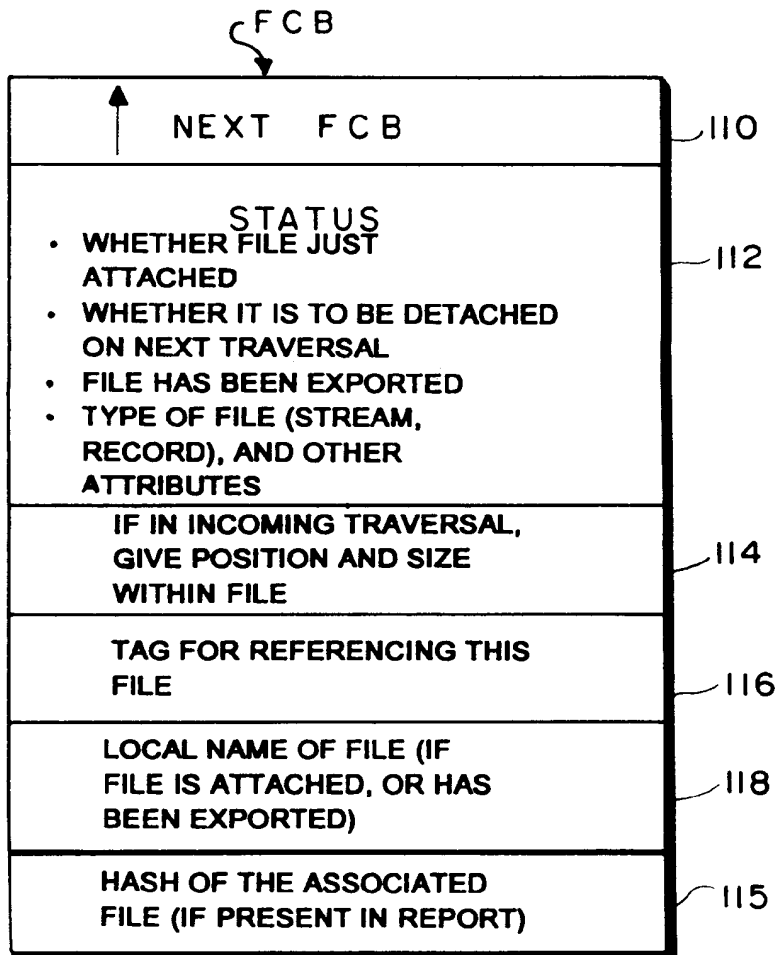 FCB
NEXT FCB
110
STATUS
112
• WHETHER FILE JUST
ATTACHED
• WHETHER IT IS TO BE DETACHED
ON NEXT TRAVERSAL
• FILE HAS BEEN EXPORTED
• TYPE OF FILE (STREAM,
RECORD), AND OTHER
ATTRIBUTES
IF IN INCOMING TRAVERSAL,
GIVE POSITION AND SIZE
WITHIN FILE
114
TAG FOR REFERENCING THIS
FILE
116
LOCAL NAME OF FILE (IF
FILE IS ATTACHED, OR HAS
BEEN EXPORTED)
118
HASH OF THE ASSOCIATED
FILE (IF PRESENT IN REPORT)
115